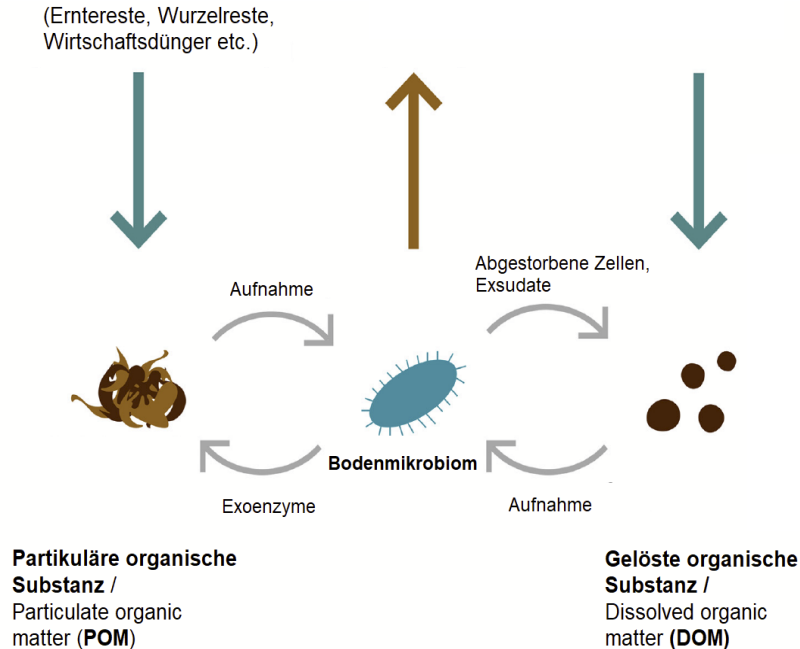 (Erntereste, Wurzelreste,
Wirtschaftsdünger etc.)
Aufnahme
Abgestorbene Zellen,
Exsudate
Bodenmikrobiom
Exoenzyme
Aufnahme
Partikuläre organische
Substanz /
Particulate organic
matter (POM)
Gelöste organische
Substanz /
Dissolved organic
matter (DOM)